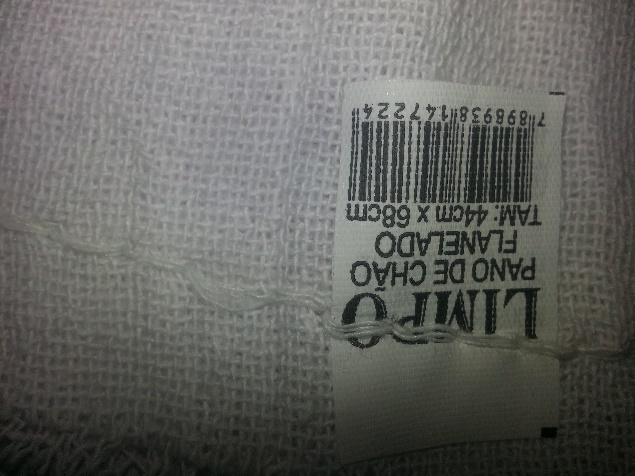 LIMPO
PANO DE CHÃO
FLANELADO
TAM: 44cm x 68cm
7 898938 147224